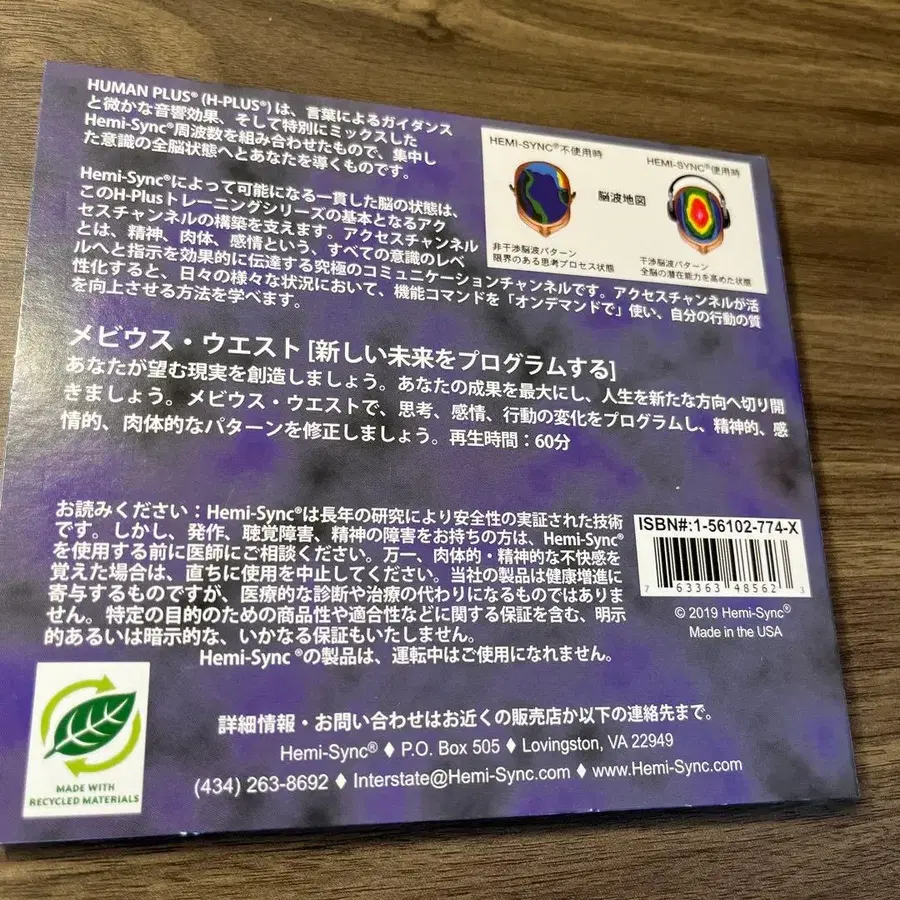 HUMAN PLUS® (H-PLUS®) は、言葉によるガイダンス
と微かな音響効果、そして特別にミックスした
Hemi-Sync®周波数を組み合わせたもので、集中し
た意識の全脳状態へとあなたを導くものです。
HEMI-SYNC®不使用時
HEMI-SYNC®使用時
脳波地図
非干渉脳波パターン
限界のある思考プロセス状態
干渉脳波パターン
全脳の潜在能力を高めた状態
Hemi-Sync®によって可能になる一貫した脳の状態は、
このH-Plusトレーニングシリーズの基本となるアク
セスチャンネルの構築を支えます。アクセスチャンネル
とは、精神、肉体、感情という、すべての意識のレベ
ルへと指示を効果的に伝達する究極のコミュニケーションチャンネルです。アクセスチャンネルが活
性化すると、日々の様々な状況において、機能コマンドを「オンデマンドで」使い、自分の行動の質
を向上させる方法を学べます。
メビウス・ウエスト [新しい未来をプログラムする]
あなたが望む現実を創造しましょう。あなたの成果を最大にし、人生を新たな方向へ切り開
きましょう。メビウス・ウエストで、思考、感情、行動の変化をプログラムし、精神的、感
情的、肉体的なパターンを修正しましょう。再生時間：60分
お読みください：Hemi-Sync®は長年の研究により安全性の実証された技術
です。しかし、発作、聴覚障害、精神の障害をお持ちの方は、Hemi-Sync®
を使用する前に医師にご相談ください。万一、肉体的・精神的な不快感を
覚えた場合は、直ちに使用を中止してください。当社の製品は健康増進に
寄与するものですが、医療的な診断や治療の代わりになるものではありま
せん。特定の目的のための商品性や適合性などに関する保証を含む、明示
的あるいは暗示的な、いかなる保証もいたしません。
Hemi-Sync ®の製品は、運転中はご使用になれません。
ISBN#:1-56102-774-X
7 63363 48562 3
© 2019 Hemi-Sync®
Made in the USA
MADE WITH
RECYCLED MATERIALS
詳細情報・お問い合わせはお近くの販売店か以下の連絡先まで。
Hemi-Sync® ♦ P.O. Box 505 ♦ Lovingston, VA 22949
(434) 263-8692 ♦ Interstate@Hemi-Sync.com ♦ www.Hemi-Sync.com